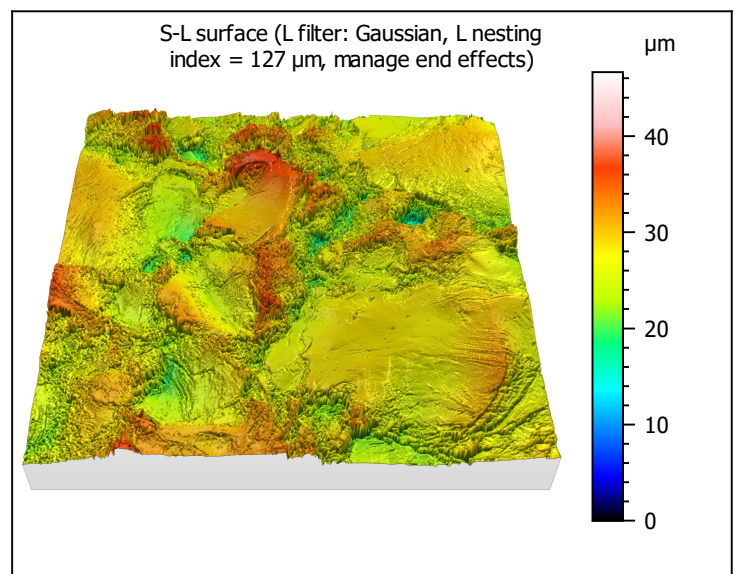 S-L surface (L filter: Gaussian, L nesting
index = 127 µm, manage end effects)
µm
40
30
20
10
0